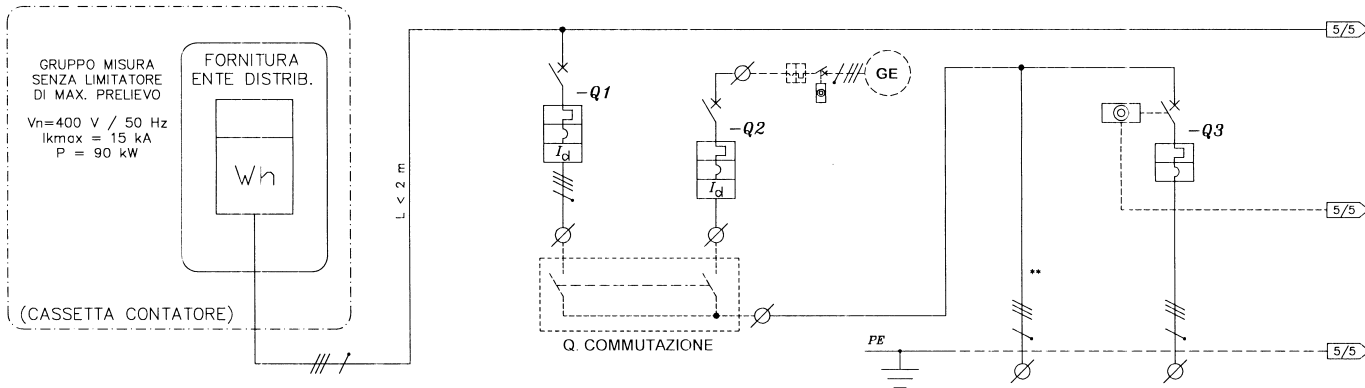 GRUPPO MISURA
SENZA LIMITATORE
DI MAX. PRELIEVO
Vn=400 V / 50 Hz
Ikmax = 15 kA
P = 90 kW
FORNITURA
ENTE DISTRIB.
Wh
(CASSETTA CONTATORE)
L < 2 m
-Q1
Id
-Q2
Id
GE
Q. COMMUTAZIONE
**
-Q3
PE
5/5
5/5
5/5